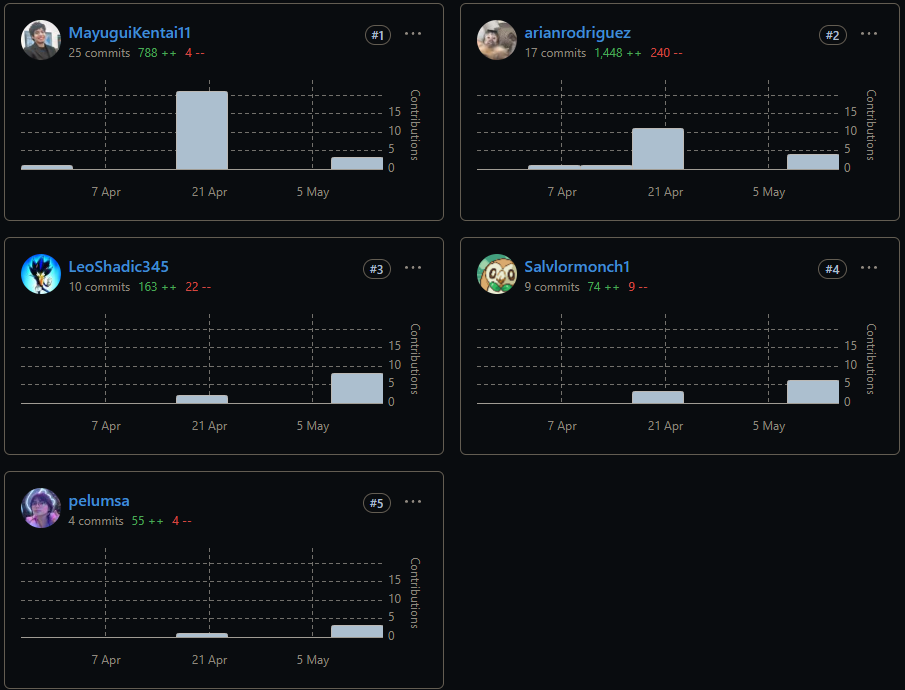 MayuguiKentai11
#1
25 commits 788 ++ 4 --
15
10
5
0
Contributions
7 Apr 21 Apr 5 May
arianrodriguez
#2
17 commits 1,448 ++ 240 --
15
10
5
0
Contributions
7 Apr 21 Apr 5 May
LeoShadic345
#3
10 commits 163 ++ 22 --
15
10
5
0
Contributions
7 Apr 21 Apr 5 May
Salvlormonch1
#4
9 commits 74 ++ 9 --
15
10
5
0
Contributions
7 Apr 21 Apr 5 May
pelumsa
#5
4 commits 55 ++ 4 --
15
10
5
0
Contributions
7 Apr 21 Apr 5 May